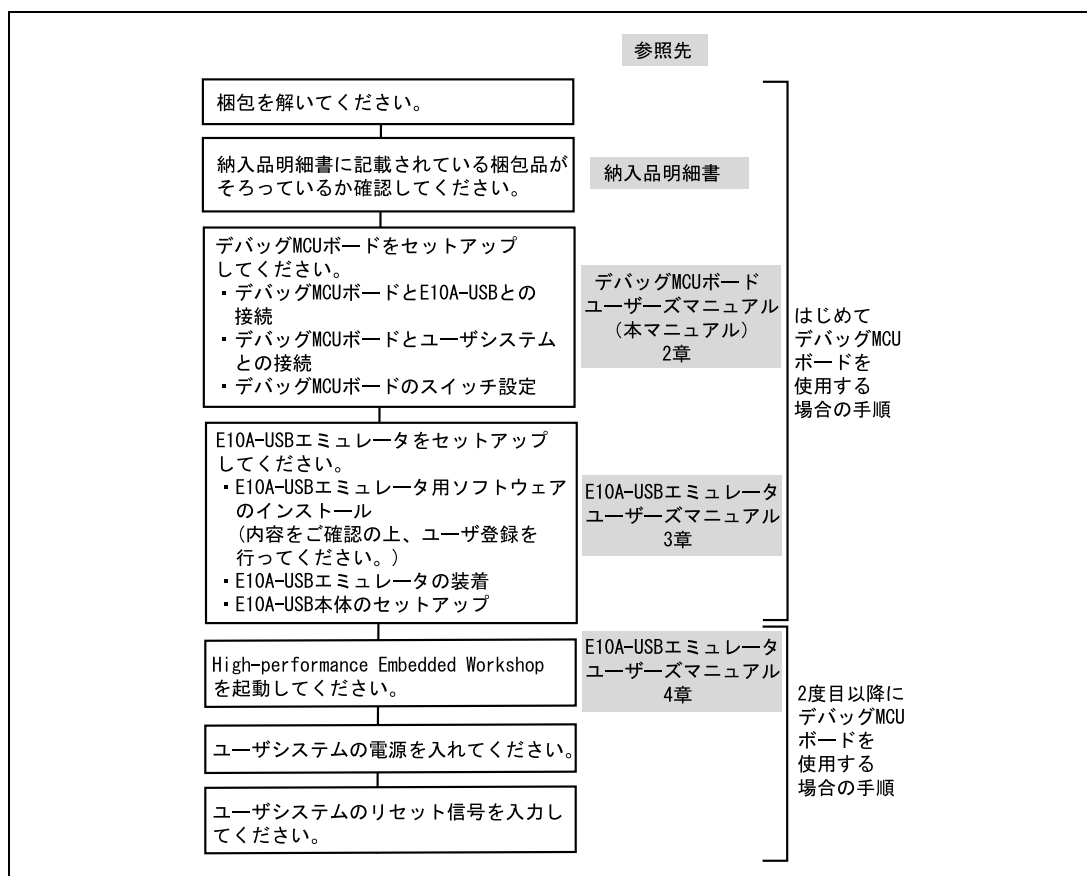 参照先
梱包を解いてください。
納入品明細書に記載されている梱包品が
そろっているか確認してください。
納入品明細書
デバッグMCUボードをセットアップ
してください。
・デバッグMCUボードとE10A-USBとの
接続
・デバッグMCUボードとユーザシステム
との接続
・デバッグMCUボードのスイッチ設定
デバッグMCUボード
ユーザーズマニュアル
（本マニュアル）
2章
はじめて
デバッグMCU
ボードを
使用する
場合の手順
E10A-USBエミュレータをセットアップ
してください。
・E10A-USBエミュレータ用ソフトウェア
のインストール
（内容をご確認の上、ユーザ登録を
行ってください。）
・E10A-USBエミュレータの装着
・E10A-USB本体のセットアップ
E10A-USBエミュレータ
ユーザーズマニュアル
3章
High-performance Embedded Workshop
を起動してください。
E10A-USBエミュレータ
ユーザーズマニュアル
4章
2度目以降に
デバッグMCU
ボードを
使用する
場合の手順
ユーザシステムの電源を入れてください。
ユーザシステムのリセット信号を入力し
てください。